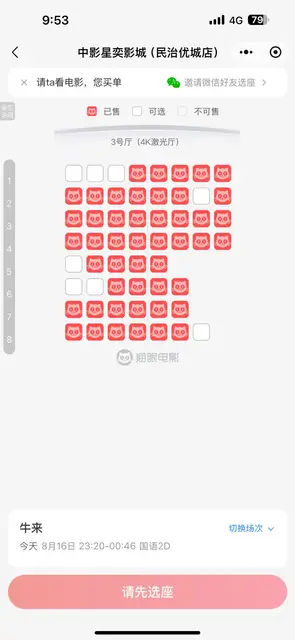 9:53
4G 79
中影星奕影城（民治优城店）
请ta看电影，您买单
邀请微信好友选座
已售
可选
不可售
3号厅（4K激光厅）
1
2
3
4
5
6
7
8
猫眼电影
牛来
切换场次
今天 8月16日 23:20-00:46 国语2D
请先选座